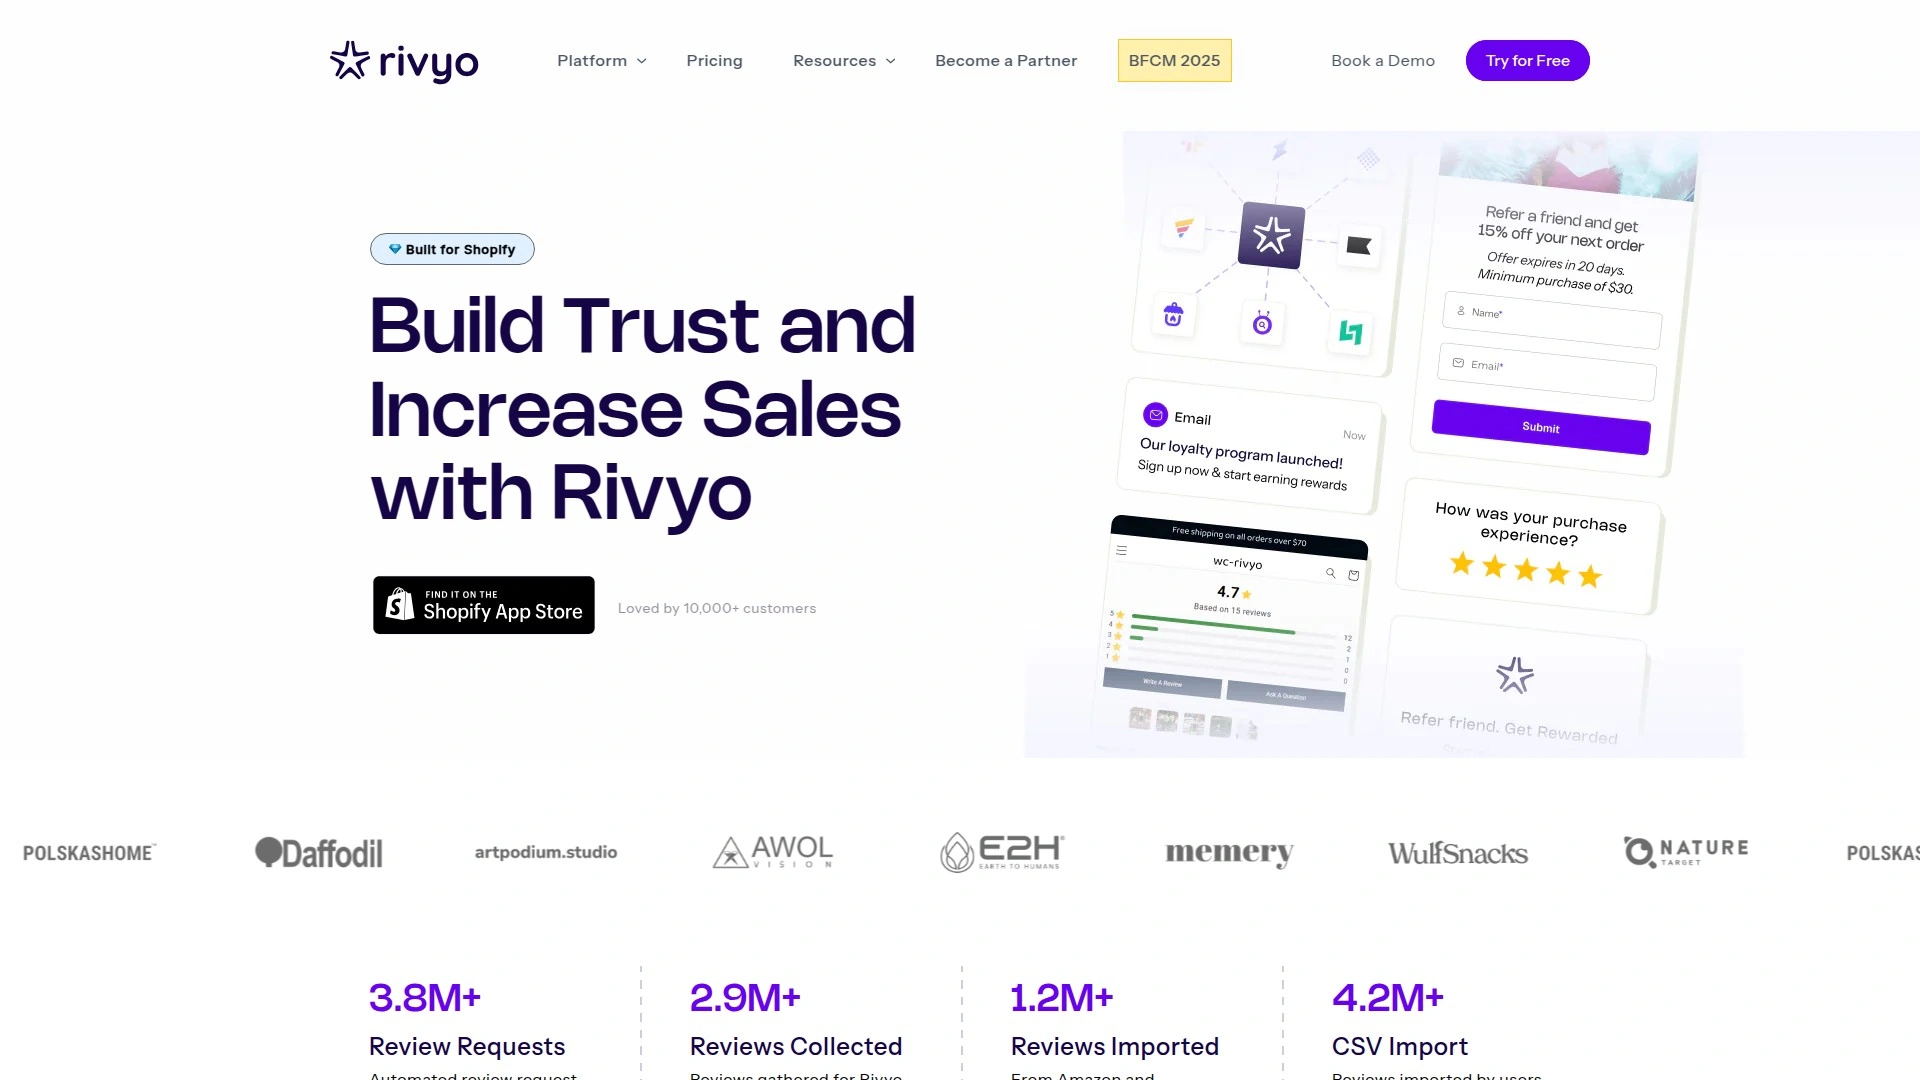 rivyo
Platform
Pricing
Resources
Become a Partner
BFCM 2025
Book a Demo
Try for Free
Built for Shopify
Build Trust and
Increase Sales
with Rivyo
FIND IT ON THE
Shopify App Store
Loved by 10,000+ customers
Refer a friend and get
15% off your next order
Offer expires in 20 days.
Minimum purchase of $30.
Name*
Email*
Submit
Email
Now
Our loyalty program launched!
Sign up now & start earning rewards
How was your purchase
experience?
Free shipping on all orders over $70
wc-rivyo
4.7
Based on 15 reviews
5 12
4 2
3 1
2 0
1 0
Write A Review
Ask A Question
Refer friend. Get Rewarded
POLSKASHOME
Daffodil
artpodium.studio
AWOL
VISION
E2H
EARTH TO HUMANS
memery
WulfSnacks
NATURE
TARGET
POLSKAS
3.8M+
Review Requests
Automated review request
2.9M+
Reviews Collected
Reviews gathered for Rivyo
1.2M+
Reviews Imported
From Amazon and
4.2M+
CSV Import
Reviews imported by users